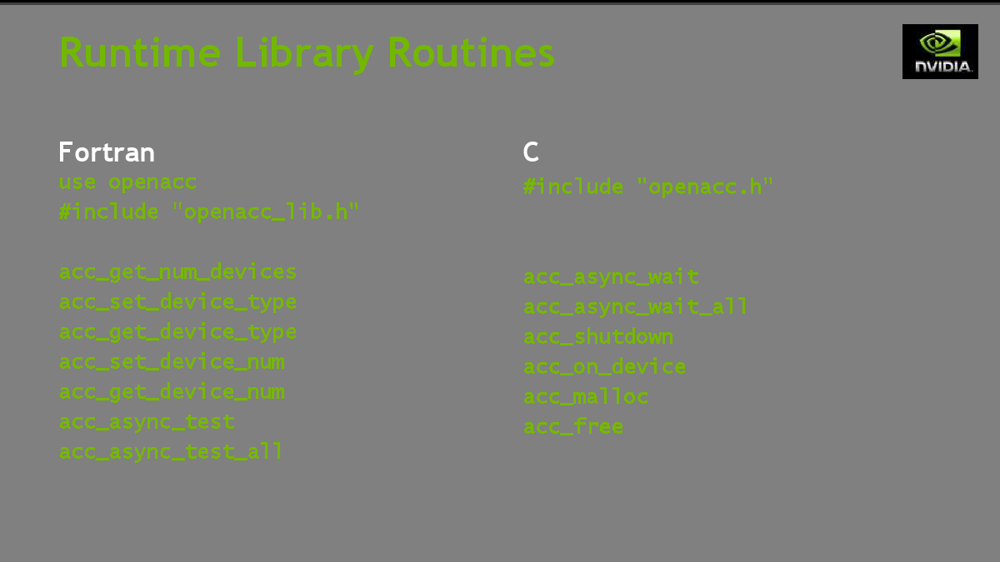 Runtime Library Routines
NVIDIA.
Fortran
use openacc
#include "openacc_lib.h"
acc_get_num_devices
acc_set_device_type
acc_get_device_type
acc_set_device_num
acc_get_device_num
acc_async_test
acc_async_test_all
C
#include "openacc.h"
acc_async_wait
acc_async_wait_all
acc_shutdown
acc_on_device
acc_malloc
acc_free